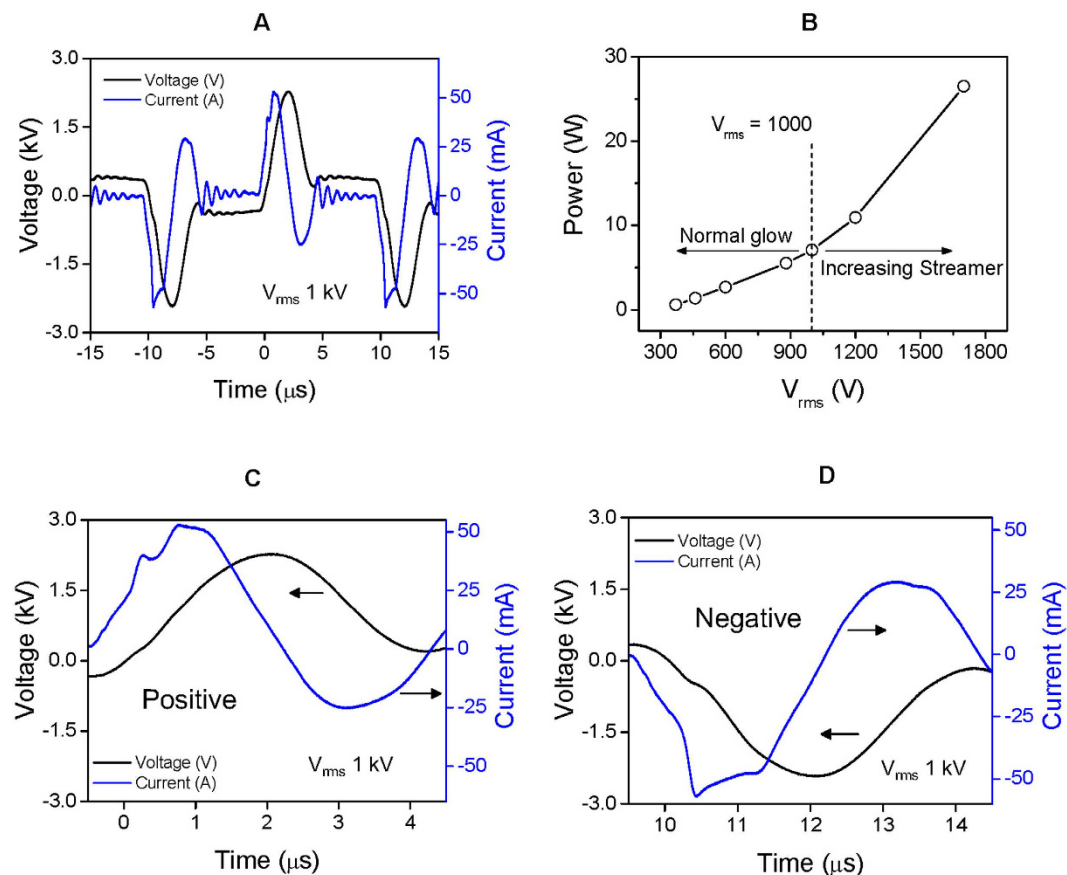 A
3.0
1.5
0.0
-1.5
-3.0
Voltage (kV)
Voltage (V)
Current (A)
V_rms 1 kV
50
25
0
-25
-50
Current (mA)
-15 -10 -5 0 5 10 15
Time (μs)
B
30
20
10
0
Power (W)
V_rms = 1000
Normal glow
Increasing Streamer
300 600 900 1200 1500 1800
V_rms (V)
C
3.0
1.5
0.0
-1.5
-3.0
Voltage (kV)
Voltage (V)
Current (A)
Positive
V_rms 1 kV
50
25
0
-25
-50
Current (mA)
0 1 2 3 4
Time (μs)
D
3.0
1.5
0.0
-1.5
-3.0
Voltage (kV)
Voltage (V)
Current (A)
Negative
V_rms 1 kV
50
25
0
-25
-50
Current (mA)
10 11 12 13 14
Time (μs)